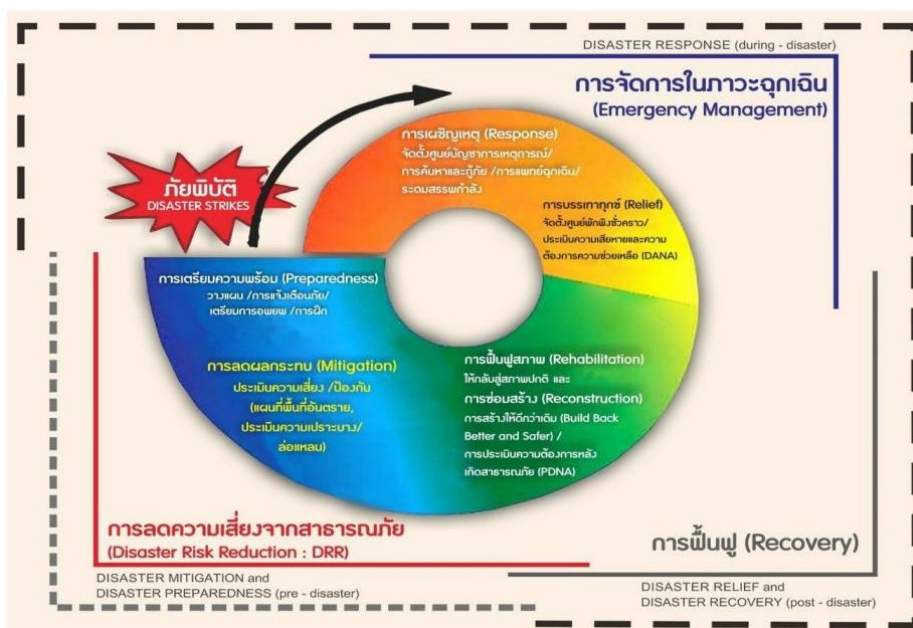 DISASTER RESPONSE (during - disaster)
การจัดการในภาวะฉุกเฉิน
(Emergency Management)
ภัยพิบัติ
DISASTER STRIKES
การเผชิญเหตุ (Response)
จัดตั้งศูนย์บัญชาการเหตุการณ์/
การค้นหาและกู้ภัย /การแพทย์ฉุกเฉิน/
ระดมสรรพกำลัง
การบรรเทาทุกข์ (Relief)
จัดตั้งศูนย์พักพิงชั่วคราว/
ประเมินความเสียหายและความ
ต้องการความช่วยเหลือ (DANA)
การเตรียมความพร้อม (Preparedness)
วางแผน /การแจ้งเตือนภัย/
เตรียมการอพยพ /การฝึก
การลดผลกระทบ (Mitigation)
ประเมินความเสี่ยง /ป้องกัน
(แผนที่พื้นที่อันตราย,
ประเมินความเปราะบาง/
ล่อแหลม)
การฟื้นฟูสภาพ (Rehabilitation)
ให้กลับสู่สภาพปกติ และ
การซ่อมสร้าง (Reconstruction)
การสร้างให้ดีกว่าเดิม (Build Back
Better and Safer) /
การประเมินความต้องการหลัง
เกิดสาธารณภัย (PDNA)
การลดความเสี่ยงจากสาธารณภัย
(Disaster Risk Reduction : DRR)
DISASTER MITIGATION and
DISASTER PREPAREDNESS (pre - disaster)
การฟื้นฟู (Recovery)
DISASTER RELIEF and
DISASTER RECOVERY (post - disaster)